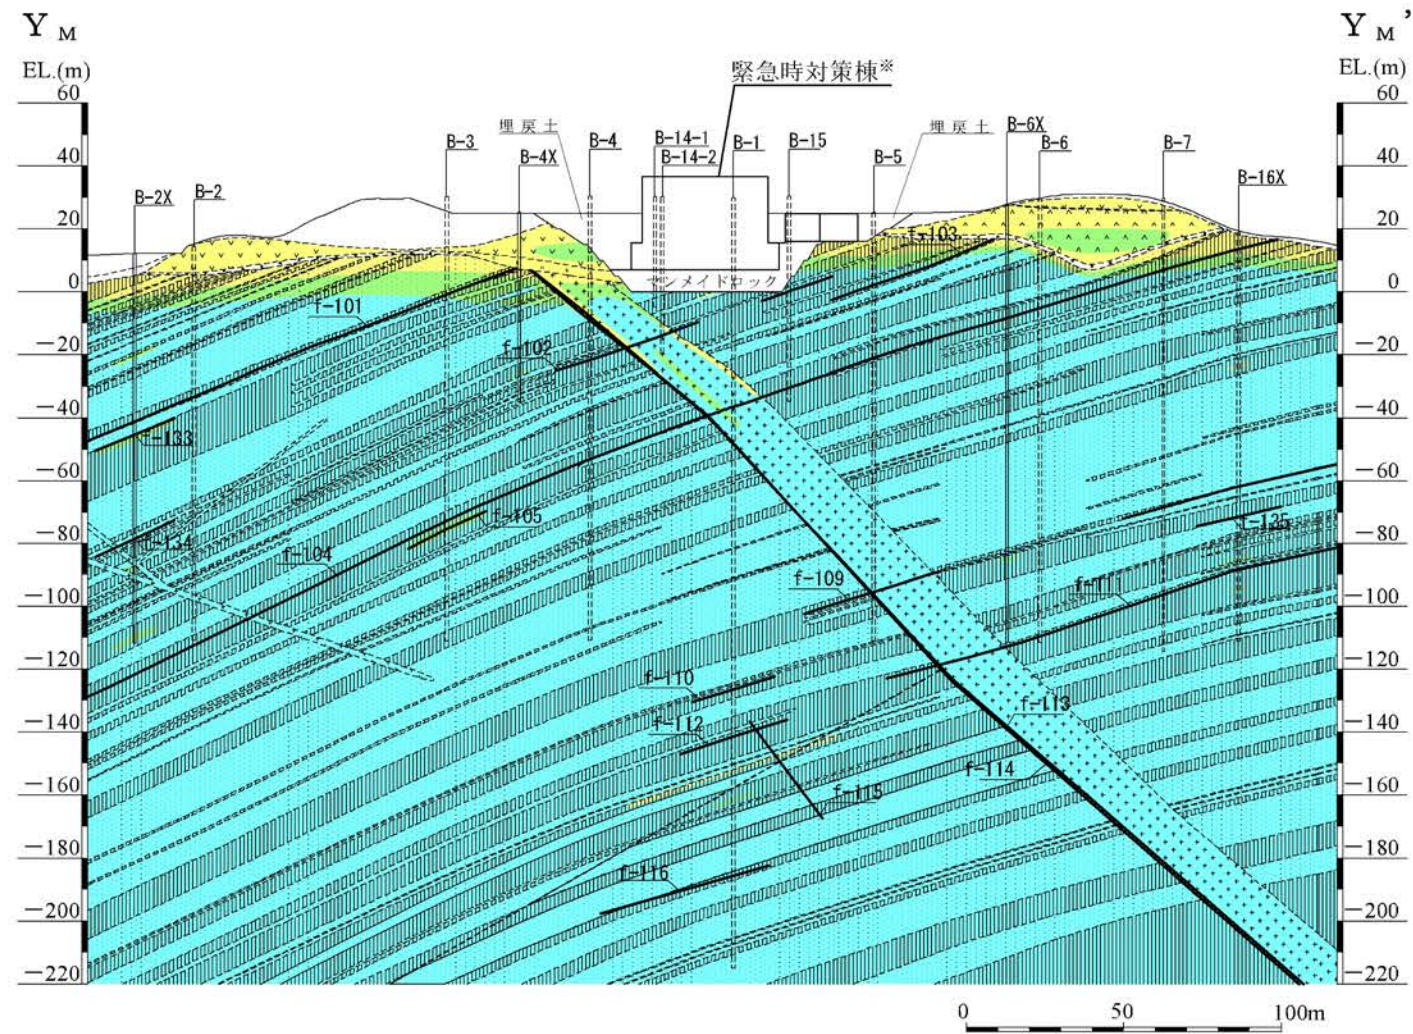 Y M
Y M’
EL.(m)
EL.(m)
緊急時対策棟※
60
60
埋戻土
埋戻土
B-3
B-4X
B-4
B-14-1
B-14-2
B-1
B-15
B-5
B-6X
B-6
B-7
B-16X
B-2X
B-2
40
40
20
20
f-103
マンメイドロック
0
0
f-101
−20
−20
f-102
−40
−40
f-133
−60
−60
f-105
f-135
−80
−80
f-134
f-104
f-109
f-111
−100
−100
−120
−120
f-110
f-113
−140
−140
f-112
f-114
−160
−160
f-115
−180
−180
f-116
−200
−200
−220
−220
0 50 100m